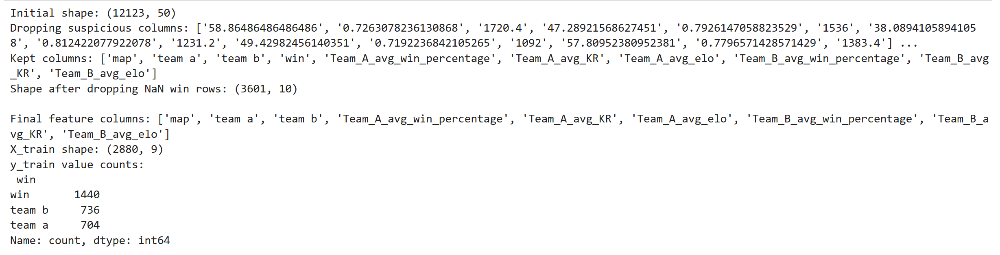 Initial shape: (12123, 50)
Dropping suspicious columns: ['58.86486486486486', '0.7263078236130868', '1720.4', '47.28921568627451', '0.7926147058823529', '1536', '38.0894105894105
8', '0.812422077922078', '1231.2', '49.42982456140351', '0.7192236842105265', '1092', '57.80952380952381', '0.7796571428571429', '1383.4'] ...
Kept columns: ['map', 'team a', 'team b', 'win', 'Team_A_avg_win_percentage', 'Team_A_avg_KR', 'Team_A_avg_elo', 'Team_B_avg_win_percentage', 'Team_B_avg
_KR', 'Team_B_avg_elo']
Shape after dropping NaN win rows: (3601, 10)

Final feature columns: ['map', 'team a', 'team b', 'Team_A_avg_win_percentage', 'Team_A_avg_KR', 'Team_A_avg_elo', 'Team_B_avg_win_percentage', 'Team_B_a
vg_KR', 'Team_B_avg_elo']
X_train shape: (2880, 9)
y_train value counts:
 win
win       1440
team b     736
team a     704
Name: count, dtype: int64